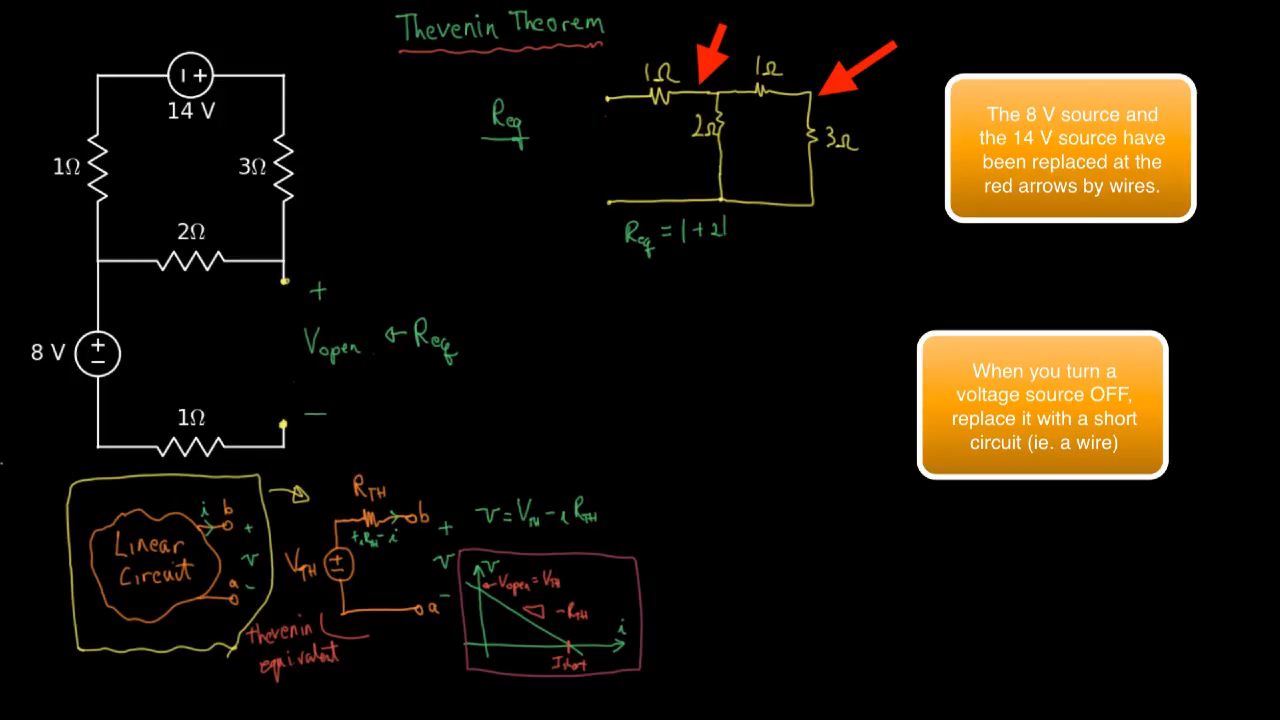 Thevenin Theorem
14 V
1Ω
3Ω
2Ω
8 V
1Ω
+
Vopen ← Req
−
Req
1Ω
1Ω
2Ω
3Ω
Req = 1 + 2|
The 8 V source and
the 14 V source have
been replaced at the
red arrows by wires.
When you turn a
voltage source OFF,
replace it with a short
circuit (ie. a wire)
Linear
Circuit
i
b
+
v
−
a
RTH
VTH
b
a
+
v
−
v = VTH − i RTH
thevenin
equivalent
v
Vopen = VTH
−RTH
i
Ishort